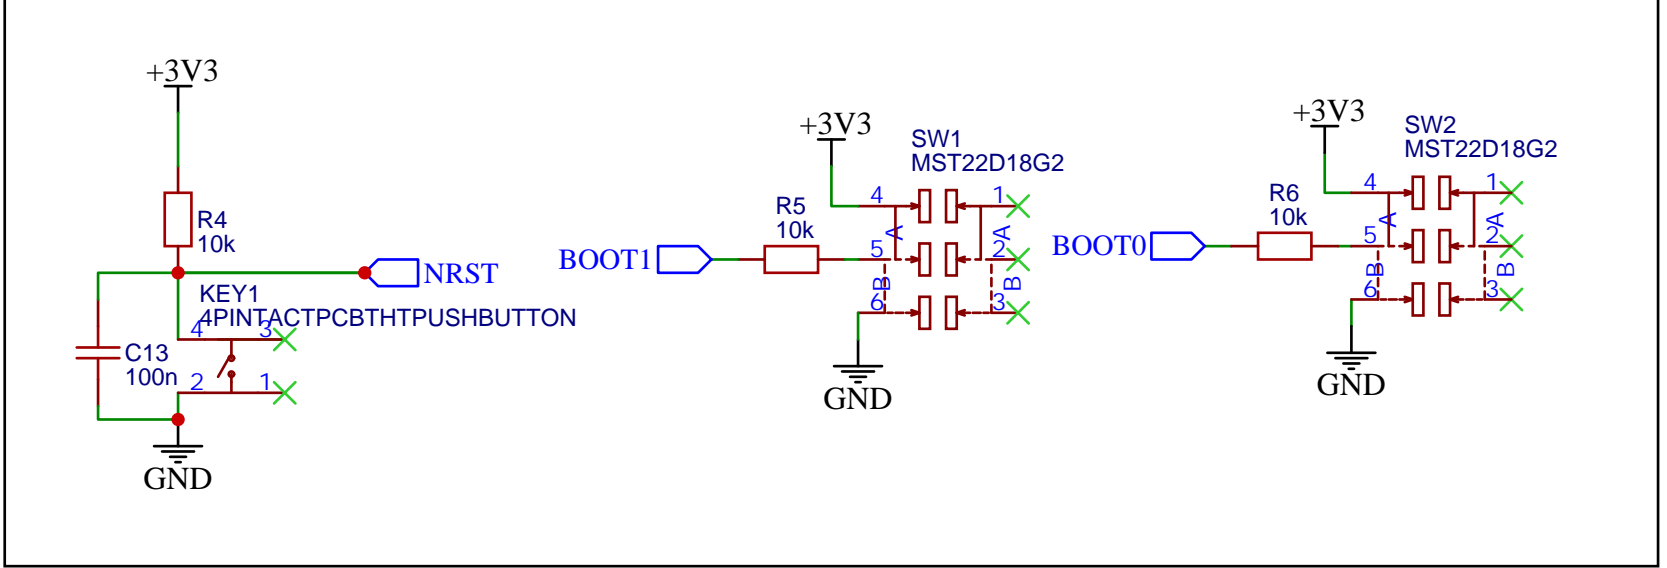 +3V3
R4
10k
NRST
KEY1
4PINTACTPCBTHTPUSHBUTTON
4
3
C13
100n
2
1
GND
+3V3
SW1
MST22D18G2
R5
10k
BOOT1
4
1
A
A
5
2
B
B
6
3
GND
+3V3
SW2
MST22D18G2
R6
10k
BOOT0
4
1
A
A
5
2
B
B
6
3
GND